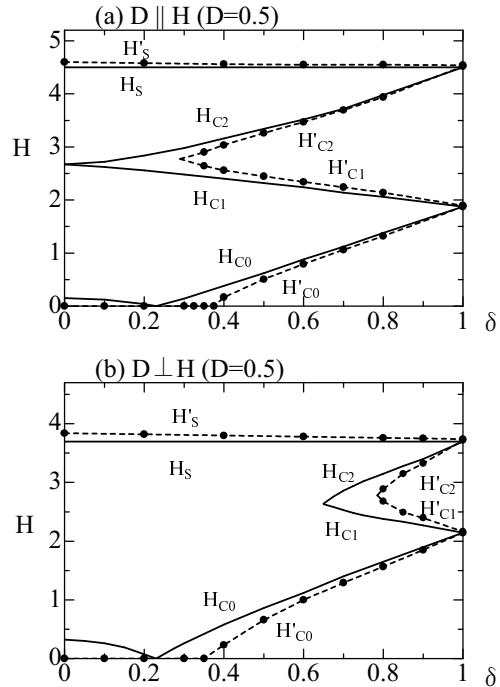 (a) D || H (D=0.5)
5
H'S
4
HS
HC2
H
3
H'C2
2
H'C1
HC1
1
HC0
H'C0
0
0 0.2 0.4 0.6 0.8 1 δ
(b) D ⊥ H (D=0.5)
4
H'S
HS
3
HC2
H'C2
H
H'C1
2
HC1
HC0
1
H'C0
0
0 0.2 0.4 0.6 0.8 1 δ